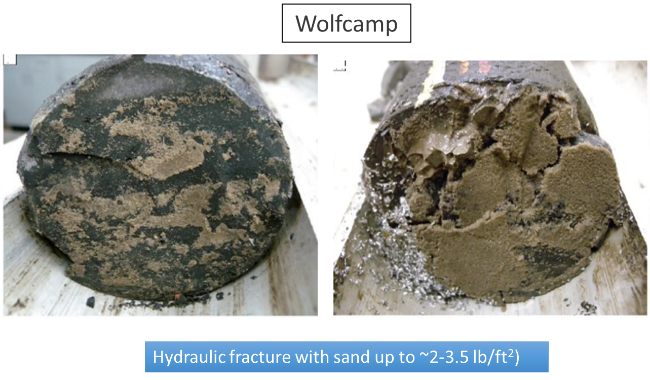 Wolfcamp
Hydraulic fracture with sand up to ~2-3.5 lb/ft²)